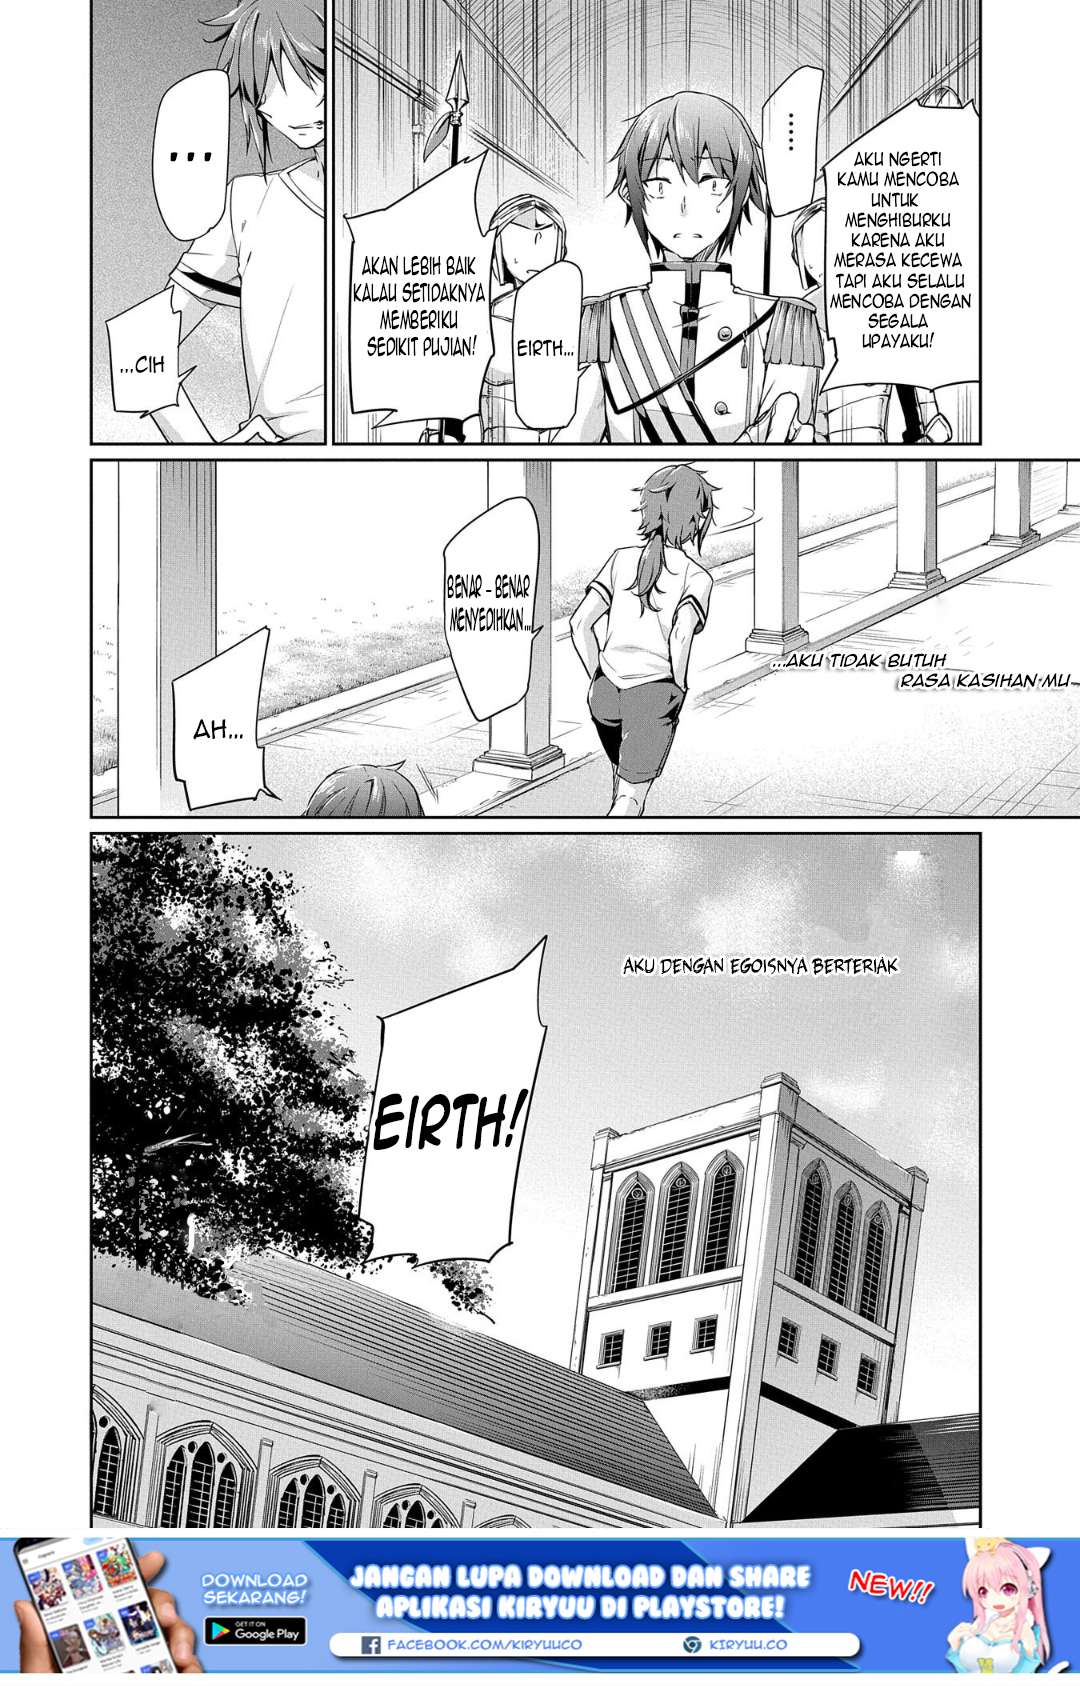 ....
AKU NGERTI
KAMU MENCOBA
UNTUK
MENGHIBURKU
KARENA AKU
MERASA KECEWA
TAPI AKU SELALU
MENCOBA DENGAN
SEGALA
UPAYAKU!
EIRTH...
AKAN LEBIH BAIK
KALAU SETIDAKNYA
MEMBERIKU
SEDIKIT PUJIAN!
...
...CIH
...AKU TIDAK BUTUH
RASA KASIHAN MU
BENAR - BENAR
MENYEDIHKAN...
AH...
AKU DENGAN EGOISNYA BERTERIAK
EIRTH!
DOWNLOAD
SEKARANG!
GET IT ON
Google Play
JANGAN LUPA DOWNLOAD DAN SHARE
APLIKASI KIRYUU DI PLAYSTORE!
FACEBOOK.COM/KIRYUUCO
KIRYUU.CO
NEW!!